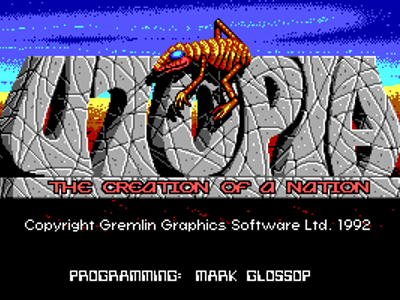 UTOPIA
THE CREATION OF A NATION
Copyright Gremlin Graphics Software Ltd. 1992
PROGRAMMING: MARK GLOSSOP